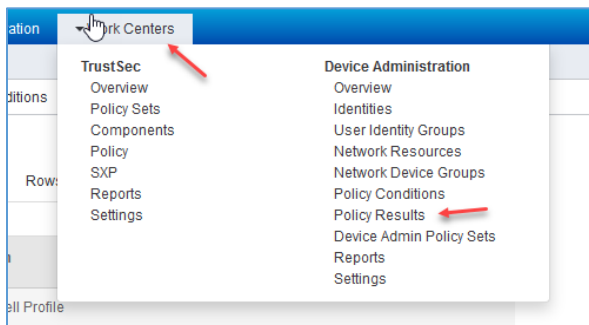 ation
Work Centers
TrustSec
Overview
Policy Sets
Components
Policy
SXP
Reports
Settings
Device Administration
Overview
Identities
User Identity Groups
Network Resources
Network Device Groups
Policy Conditions
Policy Results
Device Admin Policy Sets
Reports
Settings
ditions
Rows
ell Profile